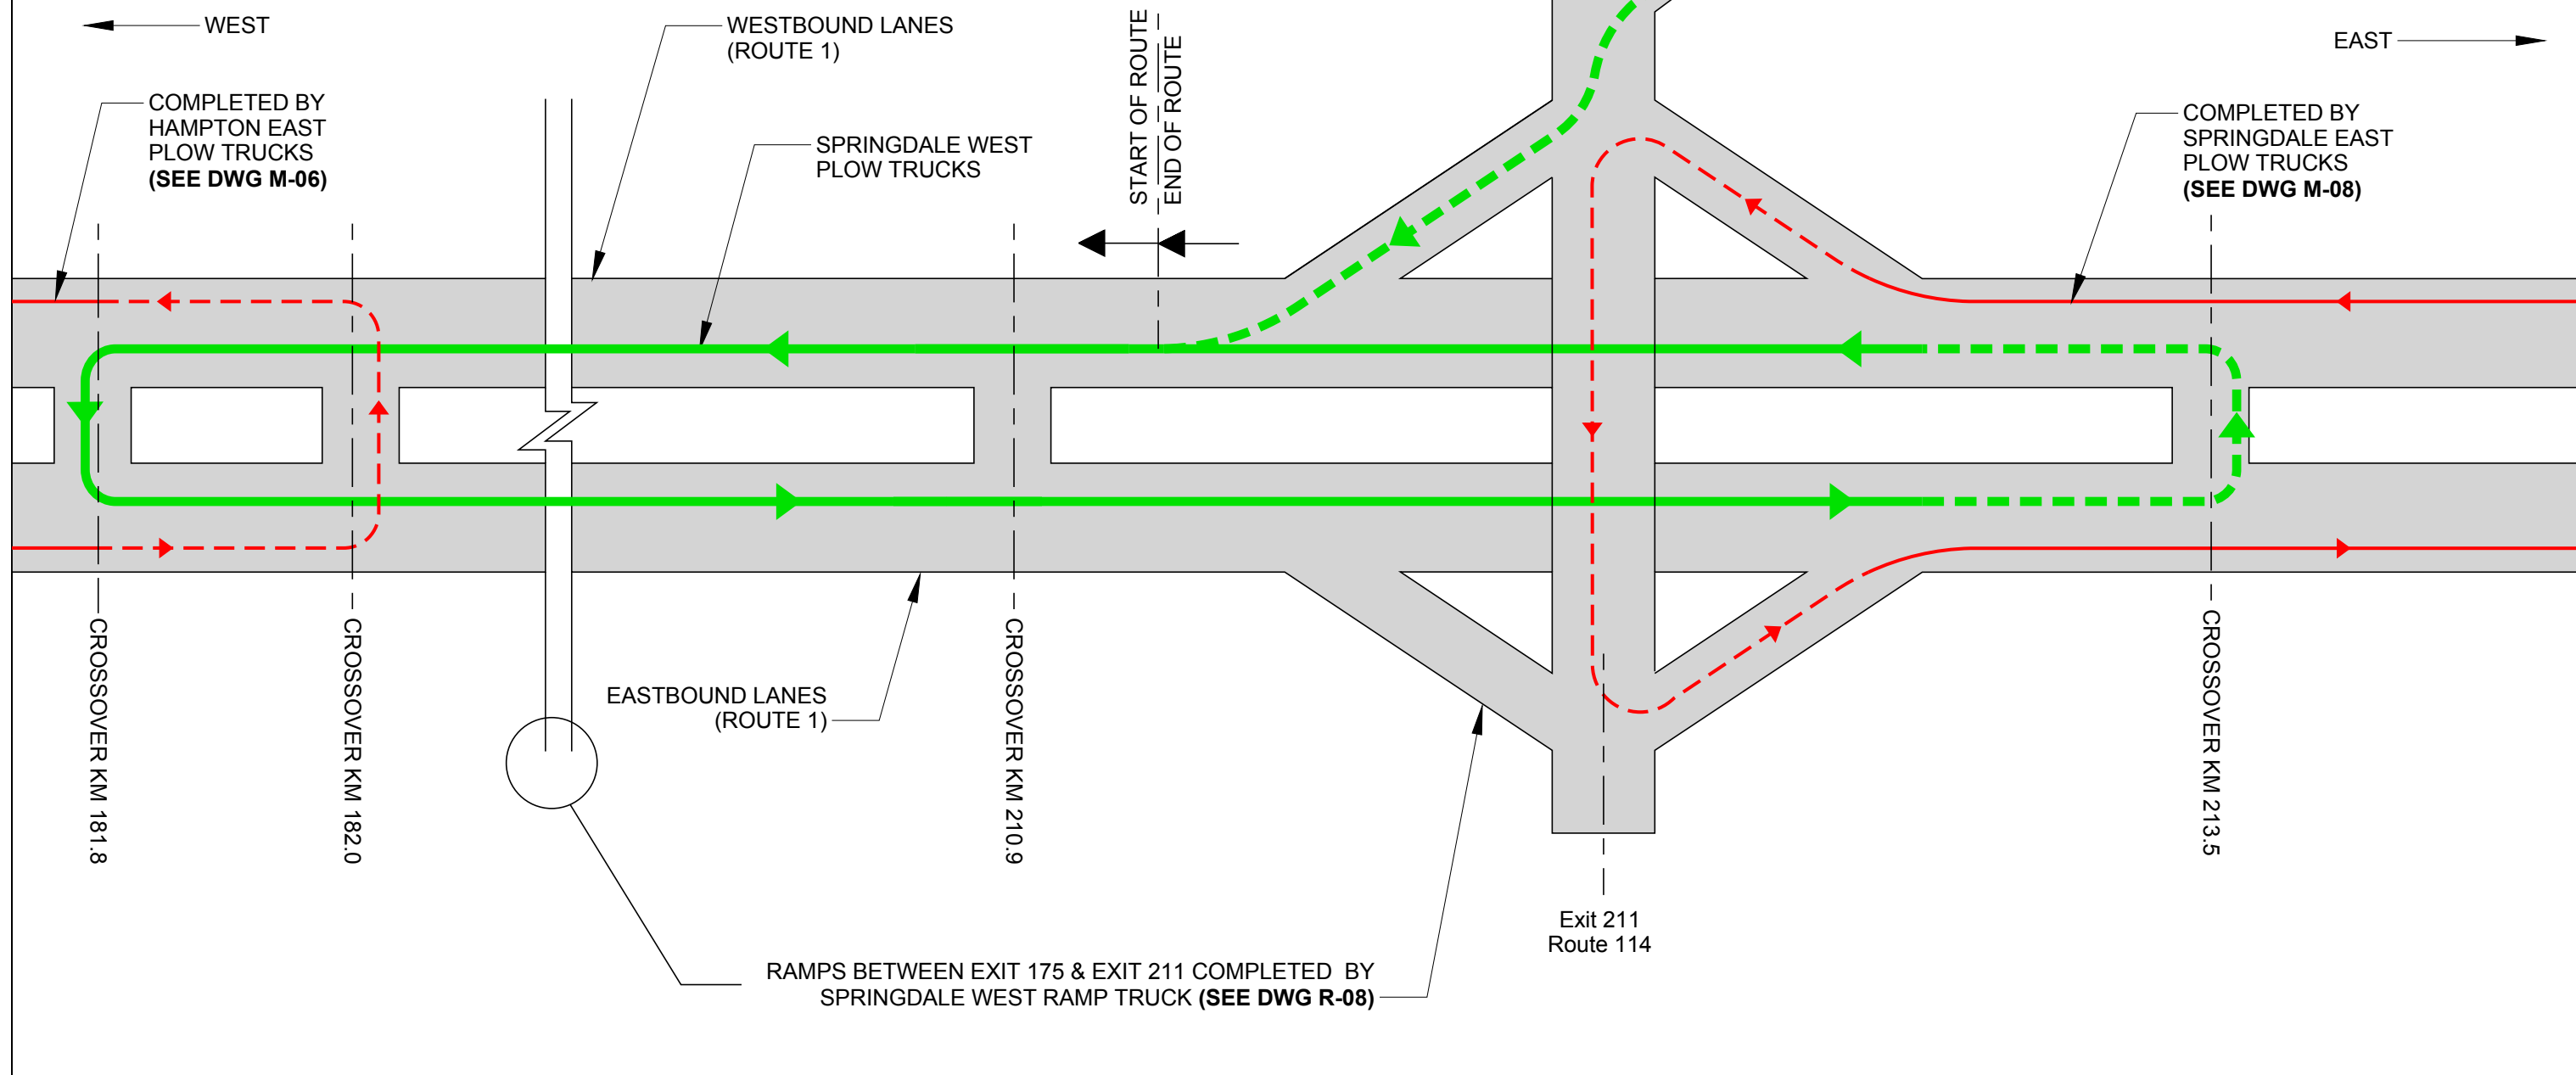 WEST
WESTBOUND LANES
(ROUTE 1)
START OF ROUTE
END OF ROUTE
EAST
COMPLETED BY
HAMPTON EAST
PLOW TRUCKS
(SEE DWG M-06)
SPRINGDALE WEST
PLOW TRUCKS
COMPLETED BY
SPRINGDALE EAST
PLOW TRUCKS
(SEE DWG M-08)
CROSSOVER KM 181.8
CROSSOVER KM 182.0
EASTBOUND LANES
(ROUTE 1)
CROSSOVER KM 210.9
CROSSOVER KM 213.5
Exit 211
Route 114
RAMPS BETWEEN EXIT 175 & EXIT 211 COMPLETED BY
SPRINGDALE WEST RAMP TRUCK (SEE DWG R-08)